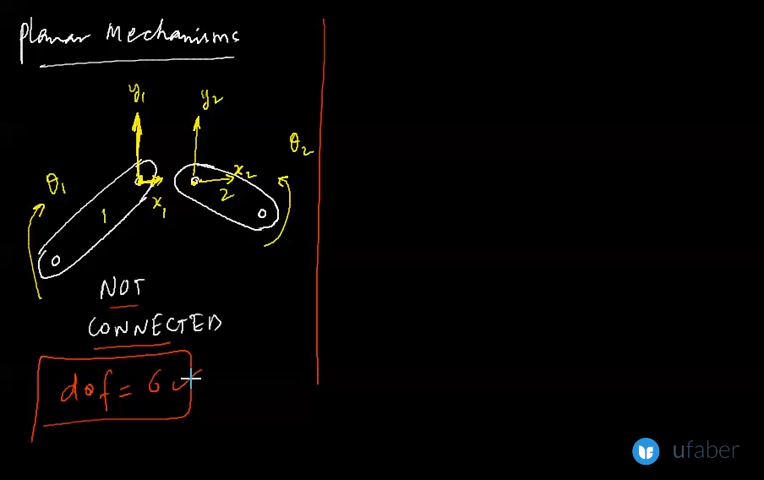 Planar Mechanisms
y1
y2
θ2
θ1
x2
1
x1
2
NOT
CONNECTED
dof = 6 ✓
ufaber